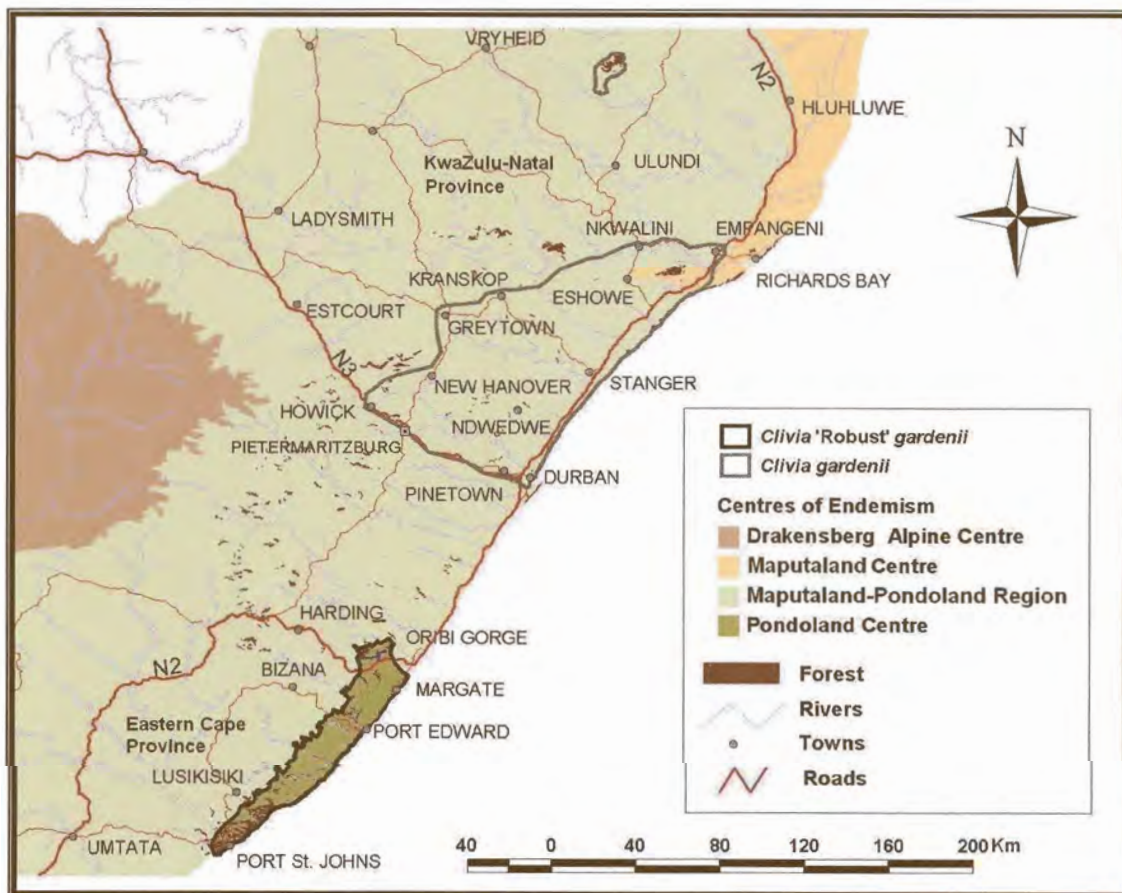 VRYHEID
N2
HLUHLUWE
N
KwaZulu-Natal
Province
ULUNDI
LADYSMITH
NKWALINI
EMPANGENI
KRANSKOP
ESHOWE
RICHARDS BAY
ESTCOURT
GREYTOWN
N3
NEW HANOVER
STANGER
HOWICK
NDWEDWE
PIETERMARITZBURG
PINETOWN
DURBAN
Clivia 'Robust' gardenii
Clivia gardenii
Centres of Endemism
Drakensberg Alpine Centre
Maputaland Centre
Maputaland-Pondoland Region
Pondoland Centre
Forest
Rivers
Towns
Roads
HARDING
ORIBI GORGE
N2
BIZANA
MARGATE
Eastern Cape
Province
PORT EDWARD
LUSIKISIKI
UMTATA
PORT St. JOHNS
40 0 40 80 120 160 200 Km